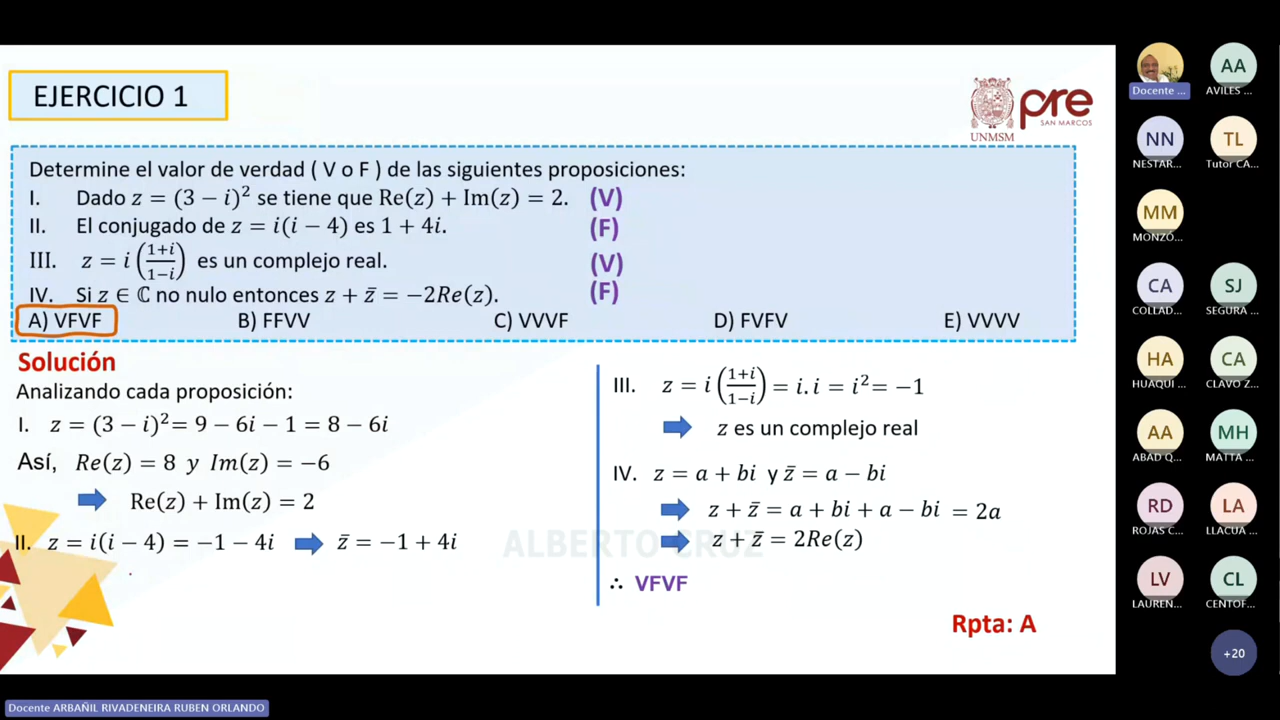 EJERCICIO 1
UNMSM
pre
SAN MARCOS
Determine el valor de verdad ( V o F ) de las siguientes proposiciones:
I. Dado z = (3 − i)² se tiene que Re(z) + Im(z) = 2. (V)
II. El conjugado de z = i(i − 4) es 1 + 4i. (F)
III. z = i((1+i)/(1−i)) es un complejo real. (V)
IV. Si z ∈ ℂ no nulo entonces z + z̄ = −2Re(z). (F)
A) VFVF B) FFVV C) VVVF D) FVFV E) VVVV
Solución
Analizando cada proposición:
I. z = (3 − i)² = 9 − 6i − 1 = 8 − 6i
Así, Re(z) = 8 y Im(z) = −6
Re(z) + Im(z) = 2
II. z = i(i − 4) = −1 − 4i z̄ = −1 + 4i
III. z = i((1+i)/(1−i)) = i.i = i² = −1
z es un complejo real
IV. z = a + bi y z̄ = a − bi
z + z̄ = a + bi + a − bi = 2a
z + z̄ = 2Re(z)
∴ VFVF
Rpta: A
ALBERTO CRUZ
Docente ...
AA
AVILES ...
NN
NESTAR...
TL
Tutor CA...
MM
MONZÓ...
CA
COLLAD...
SJ
SEGURA ...
HA
HUAQUI ...
CA
CLAVO Z...
AA
ABAD Q...
MH
MATTA ...
RD
ROJAS C...
LA
LLACUA ...
LV
LAUREN...
CL
CENTOF...
+20
Docente ARBAÑIL RIVADENEIRA RUBEN ORLANDO